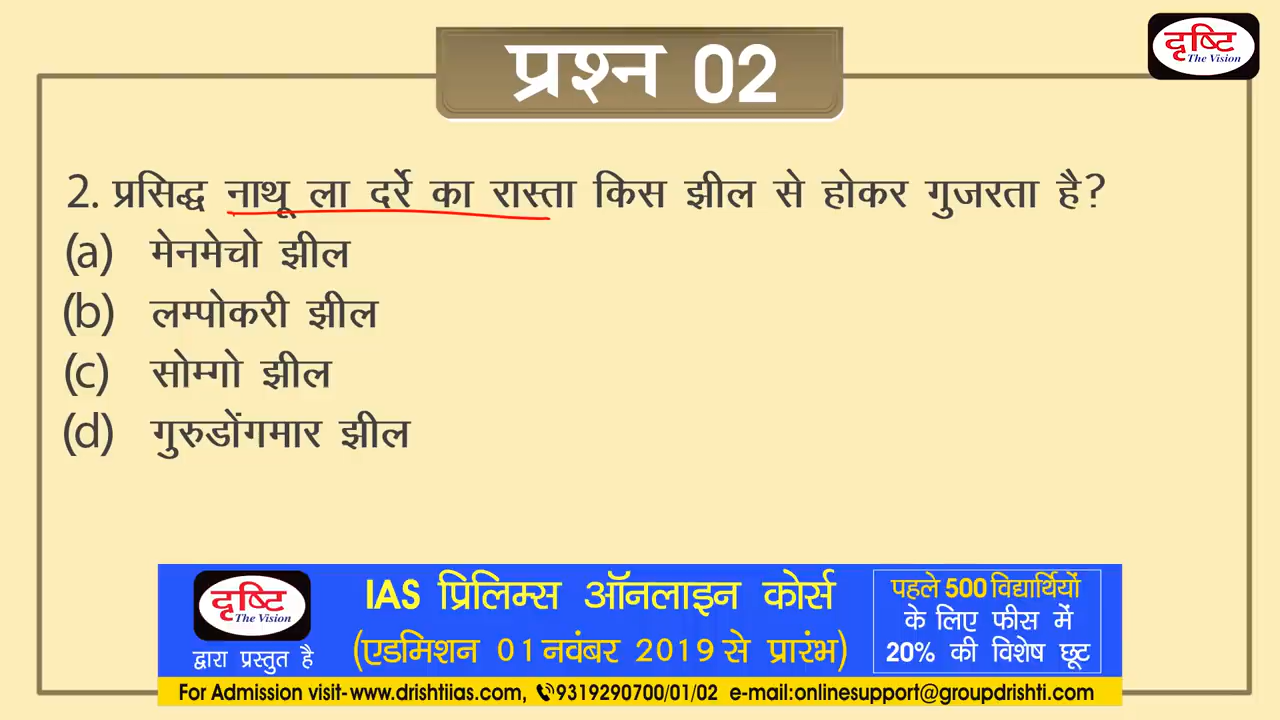 प्रश्न 02
दृष्टि
The Vision
2. प्रसिद्ध नाथू ला दर्रे का रास्ता किस झील से होकर गुजरता है?
(a) मेनमेचो झील
(b) लम्पोकरी झील
(c) सोम्गो झील
(d) गुरुडोंगमार झील
दृष्टि
The Vision
द्वारा प्रस्तुत है
IAS प्रिलिम्स ऑनलाइन कोर्स
(एडमिशन 01 नवंबर 2019 से प्रारंभ)
पहले 500 विद्यार्थियों
के लिए फीस में
20% की विशेष छूट
For Admission visit- www.drishtiias.com, 9319290700/01/02 e-mail:onlinesupport@groupdrishti.com